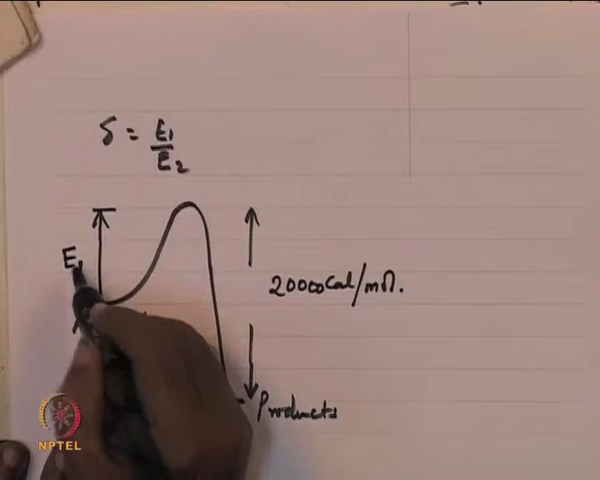 δ = E₁
E₂
E₁
20000 Cal/mol.
Products
NPTEL